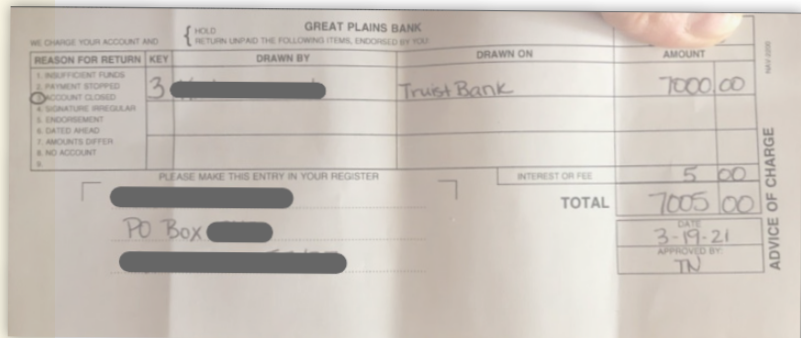 GREAT PLAINS BANK
WE CHARGE YOUR ACCOUNT AND { HOLD
RETURN UNPAID THE FOLLOWING ITEMS, ENDORSED BY YOU
REASON FOR RETURN KEY DRAWN BY DRAWN ON AMOUNT
1. INSUFFICIENT FUNDS
2. PAYMENT STOPPED
3. ACCOUNT CLOSED
4. SIGNATURE IRREGULAR
5. ENDORSEMENT
6. DATED AHEAD
7. AMOUNTS DIFFER
8. NO ACCOUNT
9.
3 Truist Bank 7000.00
PLEASE MAKE THIS ENTRY IN YOUR REGISTER
INTEREST OR FEE 5 00
TOTAL 7005 00
PO Box
DATE
3-19-21
APPROVED BY:
TN
ADVICE OF CHARGE